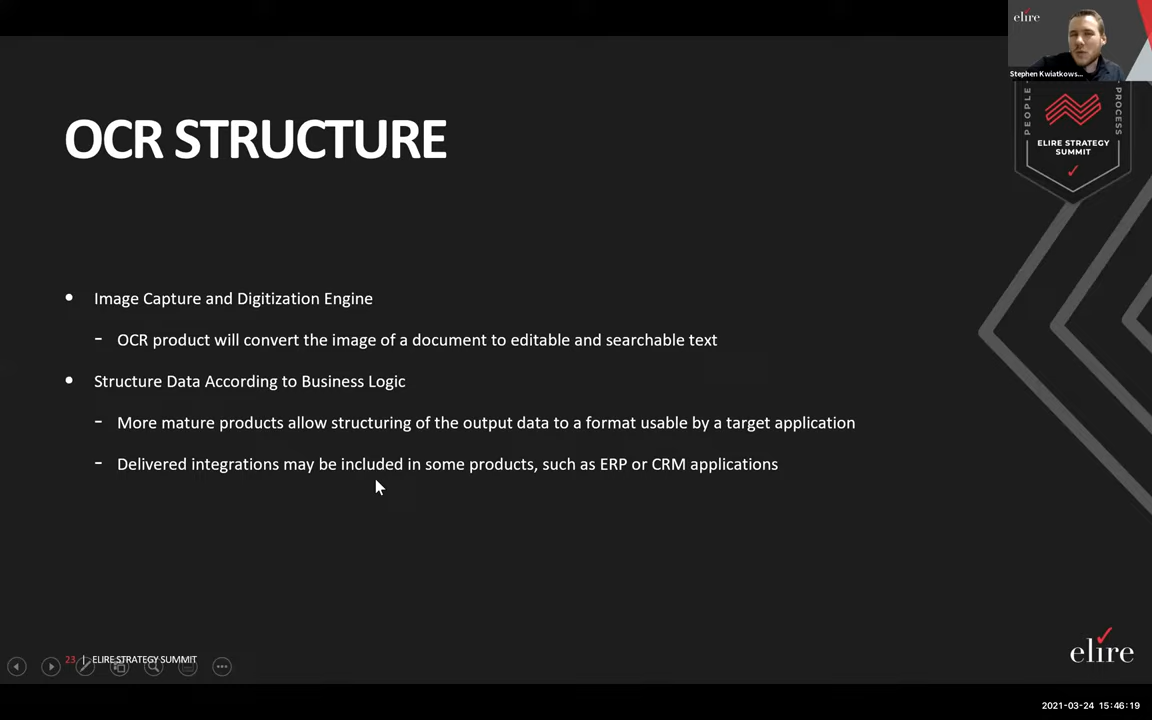 elire
Stephen Kwiatkows...
PEOPLE
PROCESS
ELIRE STRATEGY
SUMMIT
OCR STRUCTURE
• Image Capture and Digitization Engine
- OCR product will convert the image of a document to editable and searchable text
• Structure Data According to Business Logic
- More mature products allow structuring of the output data to a format usable by a target application
- Delivered integrations may be included in some products, such as ERP or CRM applications
23 | ELIRE STRATEGY SUMMIT
elire
2021-03-24 15:46:19